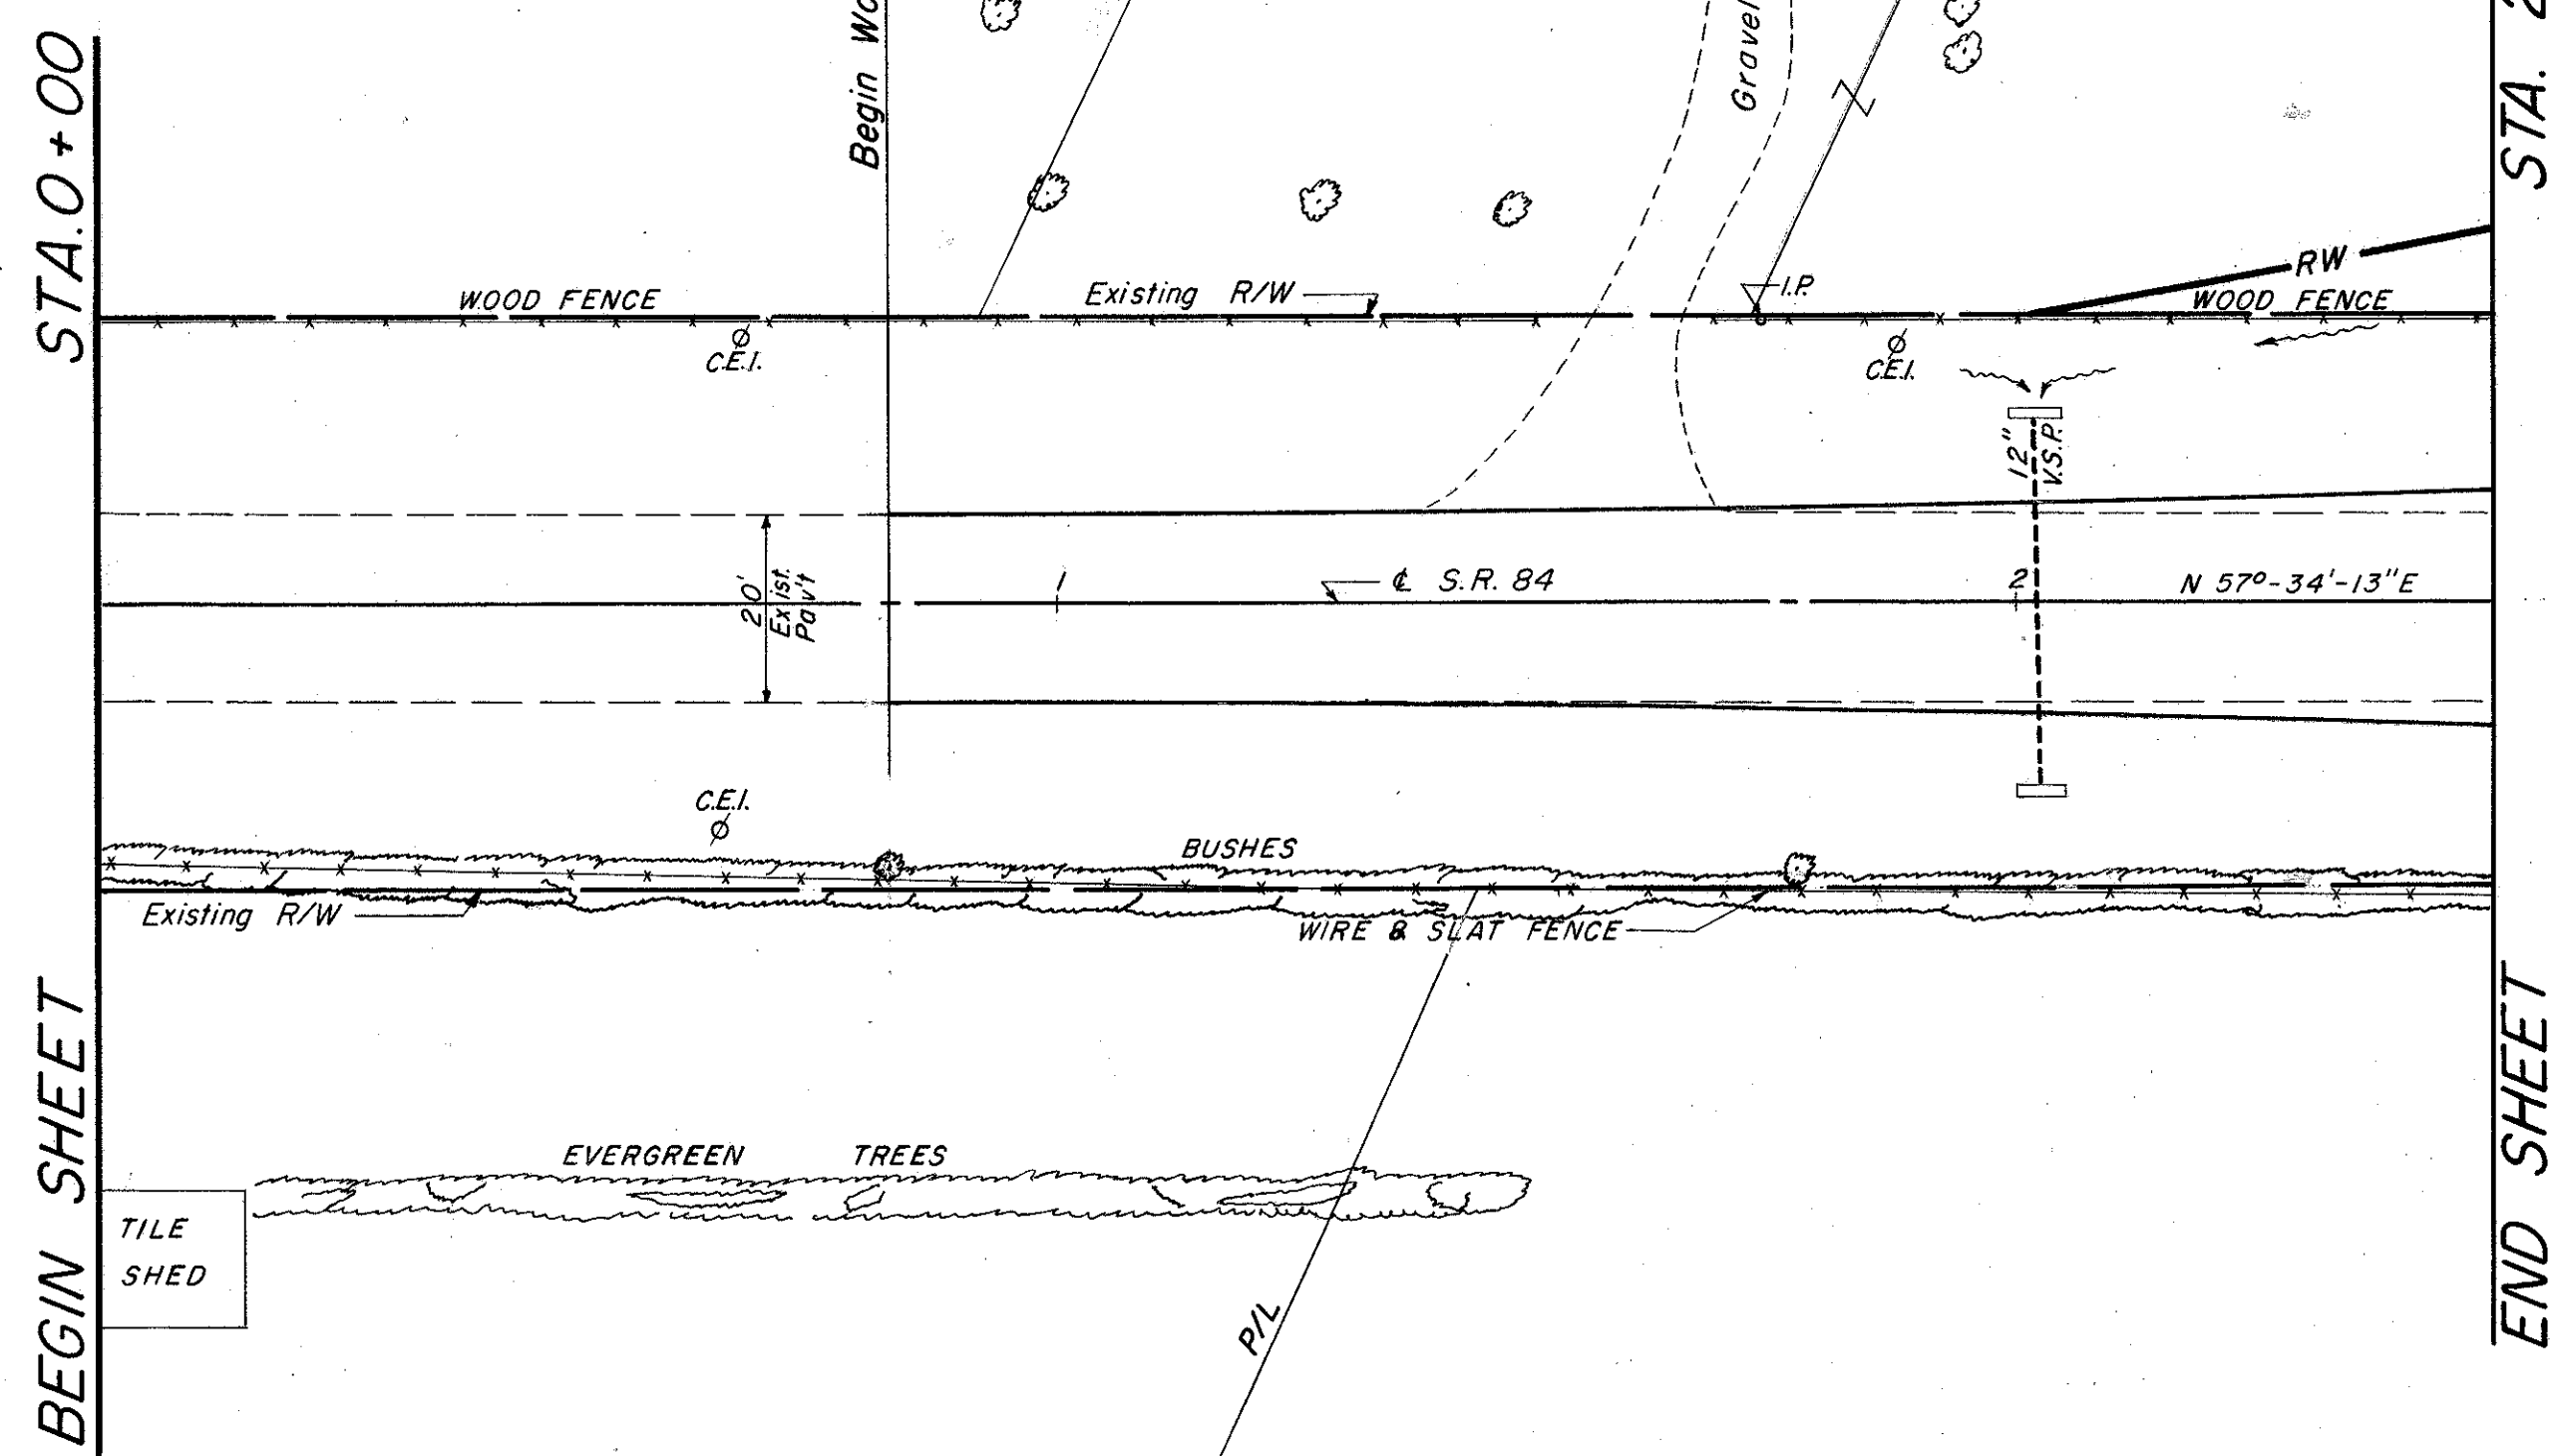 STA. 0 + 00
BEGIN SHEET
Begin
Gravel
STA. 2
END SHEET
WOOD FENCE
Existing R/W
I.P.
RW
WOOD FENCE
C.E.I.
C.E.I.
12"
V.S.P.
20'
Exist.
Pav't
1
℄ S.R. 84
2
N 57°-34'-13"E
C.E.I.
BUSHES
Existing R/W
WIRE & SLAT FENCE
EVERGREEN TREES
TILE
SHED
P/L